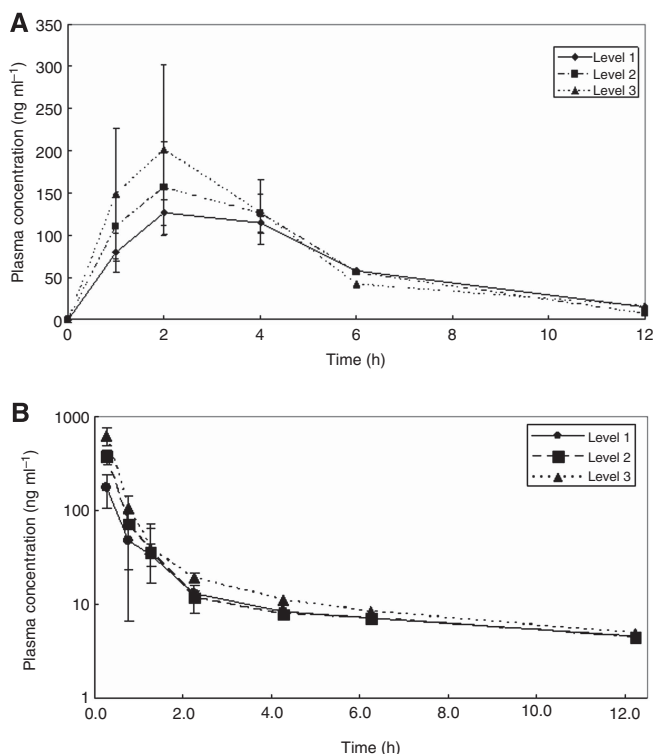 A
Plasma concentration (ng ml⁻¹)
350
300
250
200
150
100
50
0
0 2 4 6 8 10 12
Time (h)
Level 1
Level 2
Level 3
B
Plasma concentration (ng ml⁻¹)
1000
100
10
1
0.0 2.0 4.0 6.0 8.0 10.0 12.0
Time (h)
Level 1
Level 2
Level 3